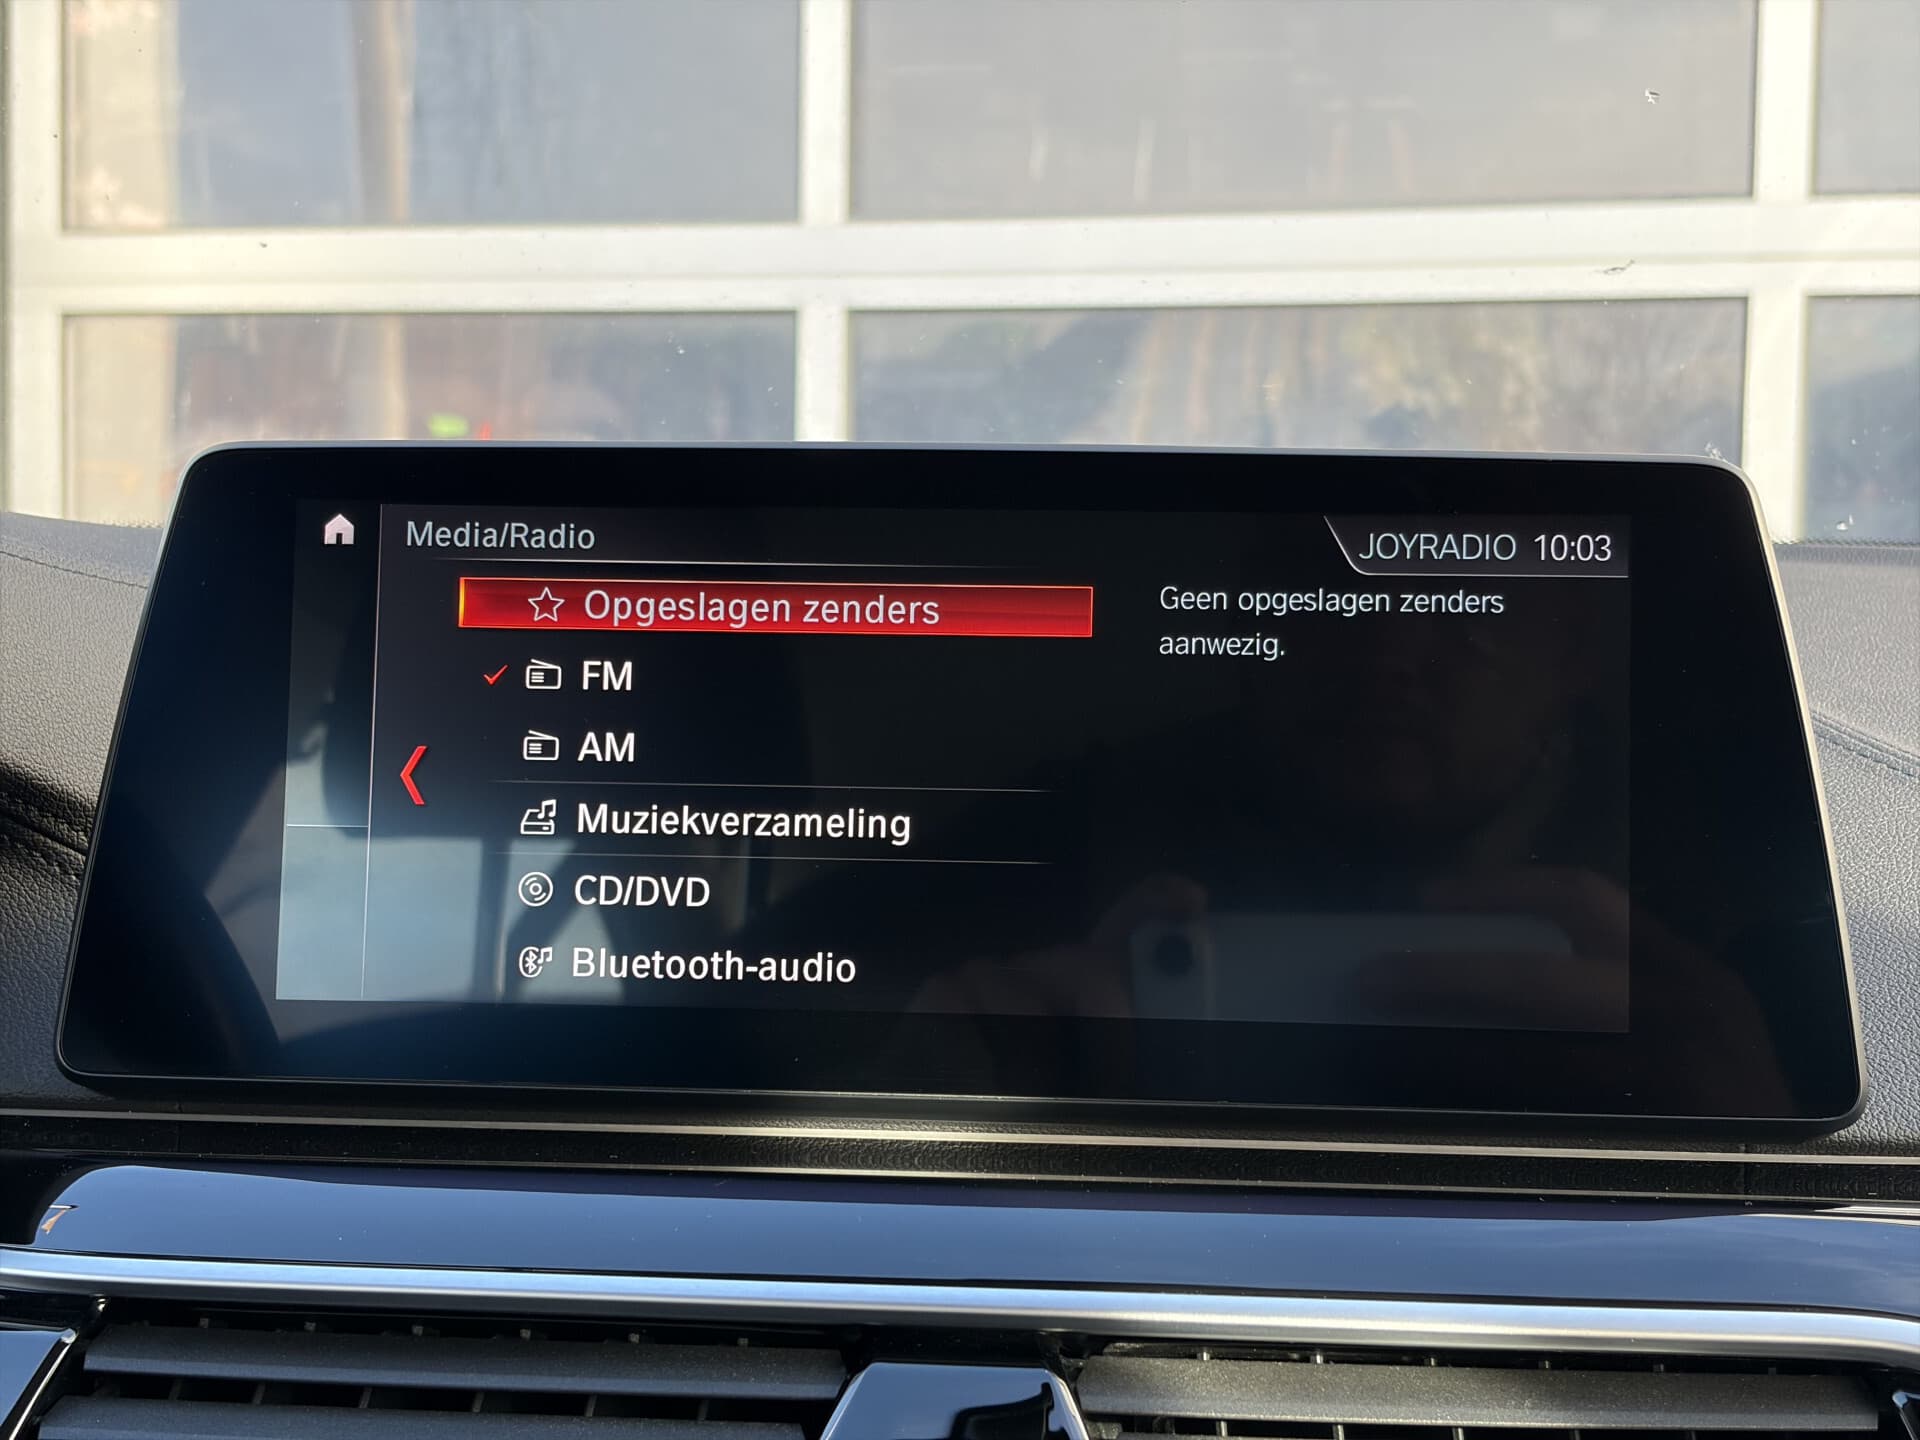 Media/Radio
JOYRADIO 10:03
Opgeslagen zenders
FM
AM
Muziekverzameling
CD/DVD
Bluetooth-audio
Geen opgeslagen zenders
aanwezig.